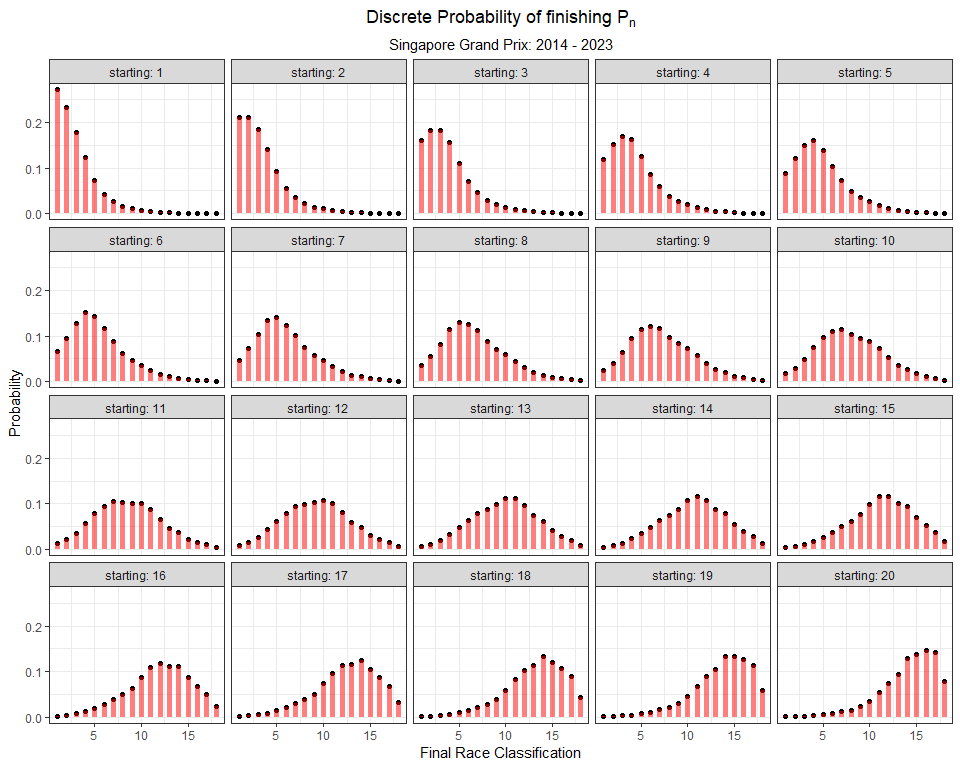 Discrete Probability of finishing Pn
Singapore Grand Prix: 2014 - 2023
starting: 1 starting: 2 starting: 3 starting: 4 starting: 5
0.2
0.1
0.0
starting: 6 starting: 7 starting: 8 starting: 9 starting: 10
0.2
0.1
0.0
Probability
starting: 11 starting: 12 starting: 13 starting: 14 starting: 15
0.2
0.1
0.0
starting: 16 starting: 17 starting: 18 starting: 19 starting: 20
0.2
0.1
0.0
5 10 15 5 10 15 5 10 15 5 10 15 5 10 15
Final Race Classification